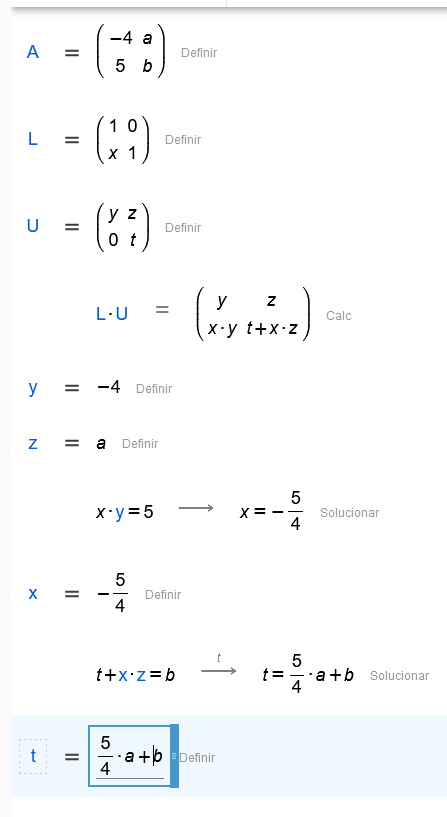 A = (−4 a
5 b) Definir
L = (1 0
x 1) Definir
U = (y z
0 t) Definir
L·U = (y z
x·y t+x·z) Calc
y = −4 Definir
z = a Definir
x·y=5 ⟶ x=−5/4 Solucionar
x = −5/4 Definir
t+x·z=b ⟶ t t=5/4·a+b Solucionar
t = 5/4·a+b Definir